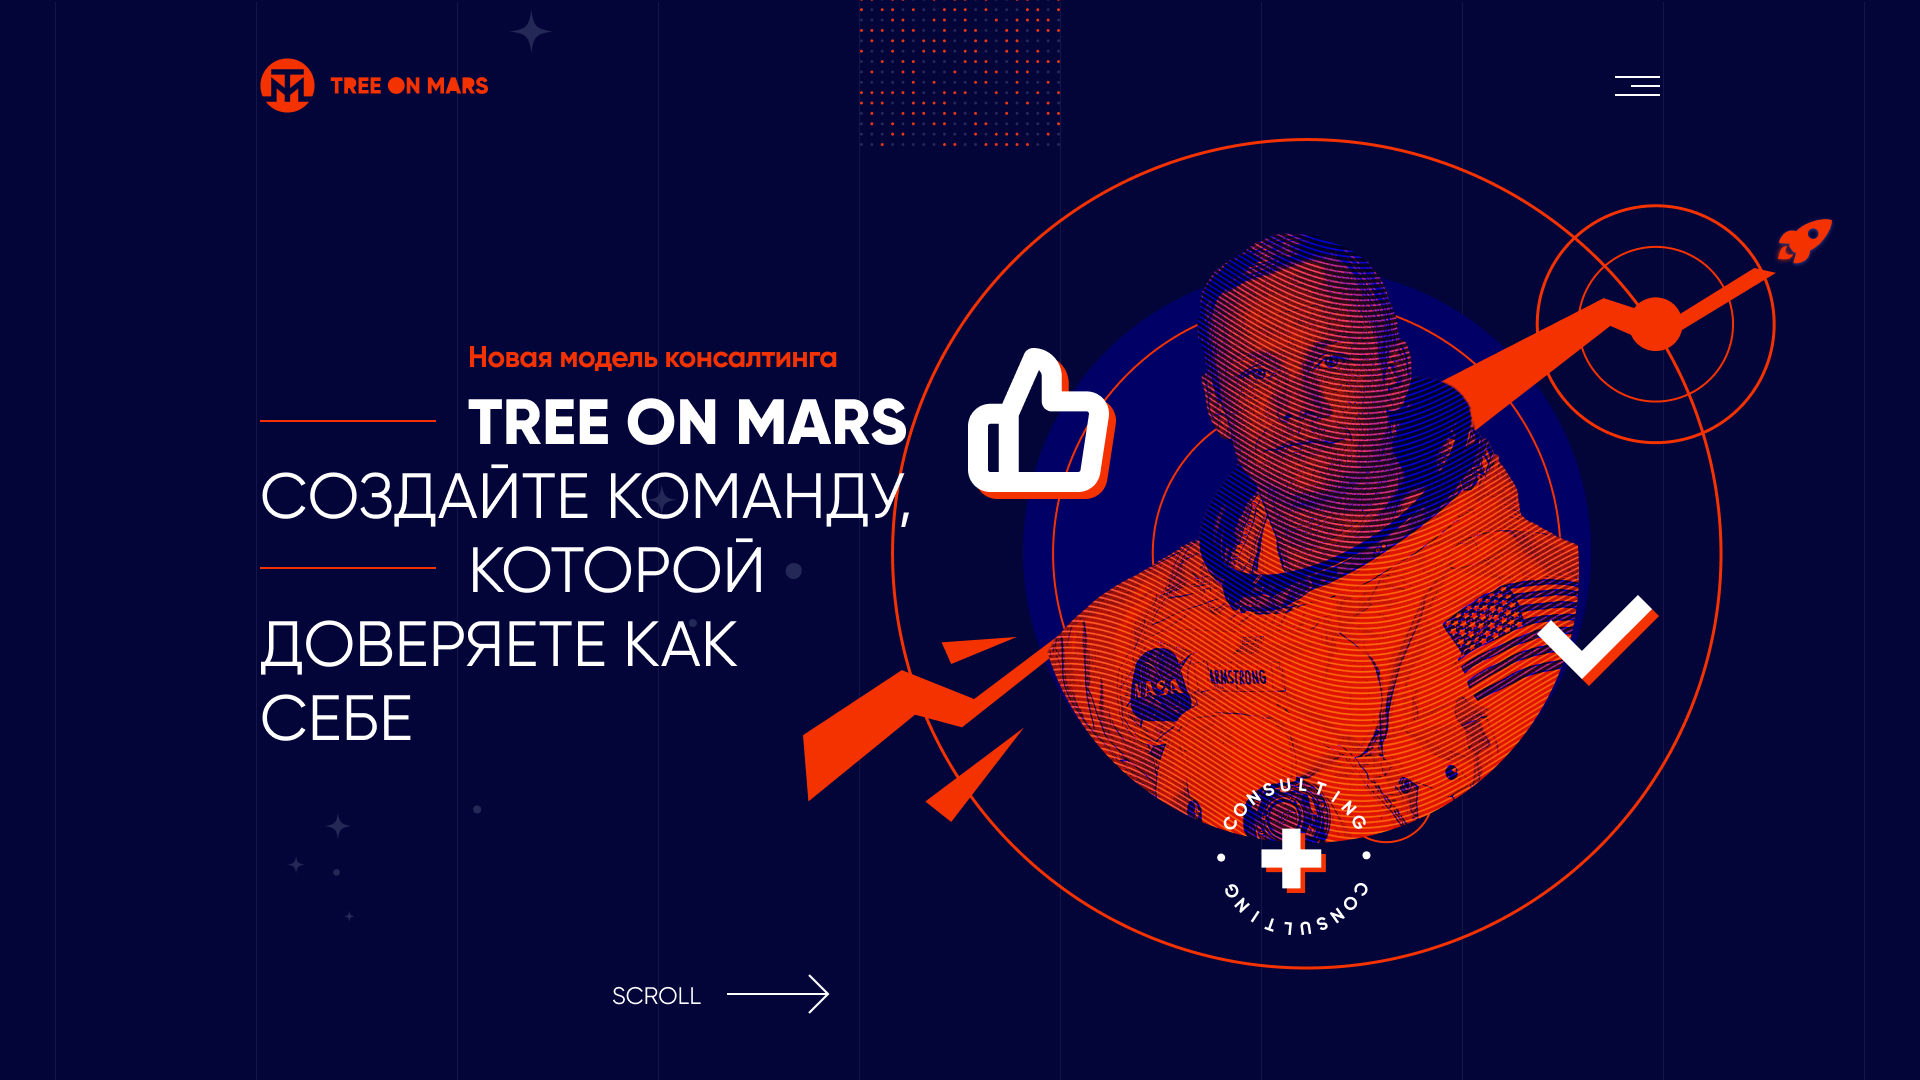 TREE ON MARS
Новая модель консалтинга
TREE ON MARS
СОЗДАЙТЕ КОМАНДУ,
КОТОРОЙ
ДОВЕРЯЕТЕ КАК
СЕБЕ
NASA
ARMSTRONG
CONSULTING
CONSULTING
SCROLL